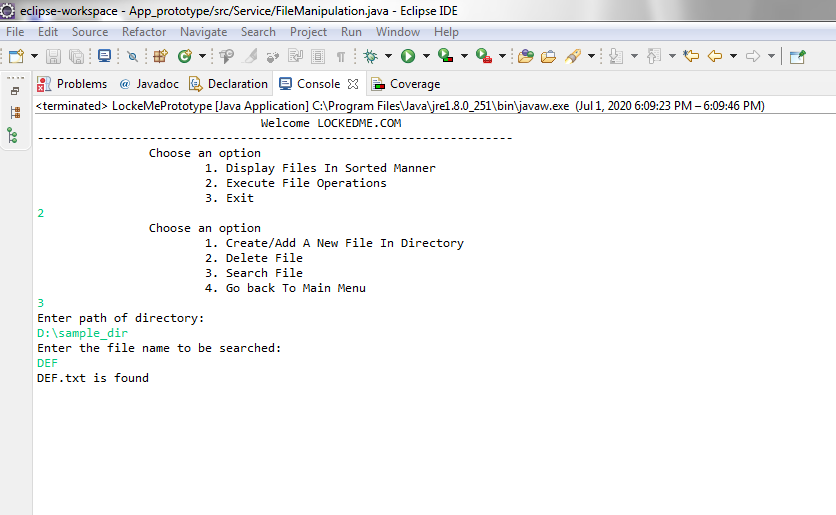 eclipse-workspace - App_prototype/src/Service/FileManipulation.java - Eclipse IDE
File Edit Source Refactor Navigate Search Project Run Window Help
Problems @ Javadoc Declaration Console Coverage
<terminated> LockeMePrototype [Java Application] C:\Program Files\Java\jre1.8.0_251\bin\javaw.exe (Jul 1, 2020 6:09:23 PM – 6:09:46 PM)
Welcome LOCKEDME.COM
--------------------------------------------------------------------
Choose an option
1. Display Files In Sorted Manner
2. Execute File Operations
3. Exit
2
Choose an option
1. Create/Add A New File In Directory
2. Delete File
3. Search File
4. Go back To Main Menu
3
Enter path of directory:
D:\sample_dir
Enter the file name to be searched:
DEF
DEF.txt is found